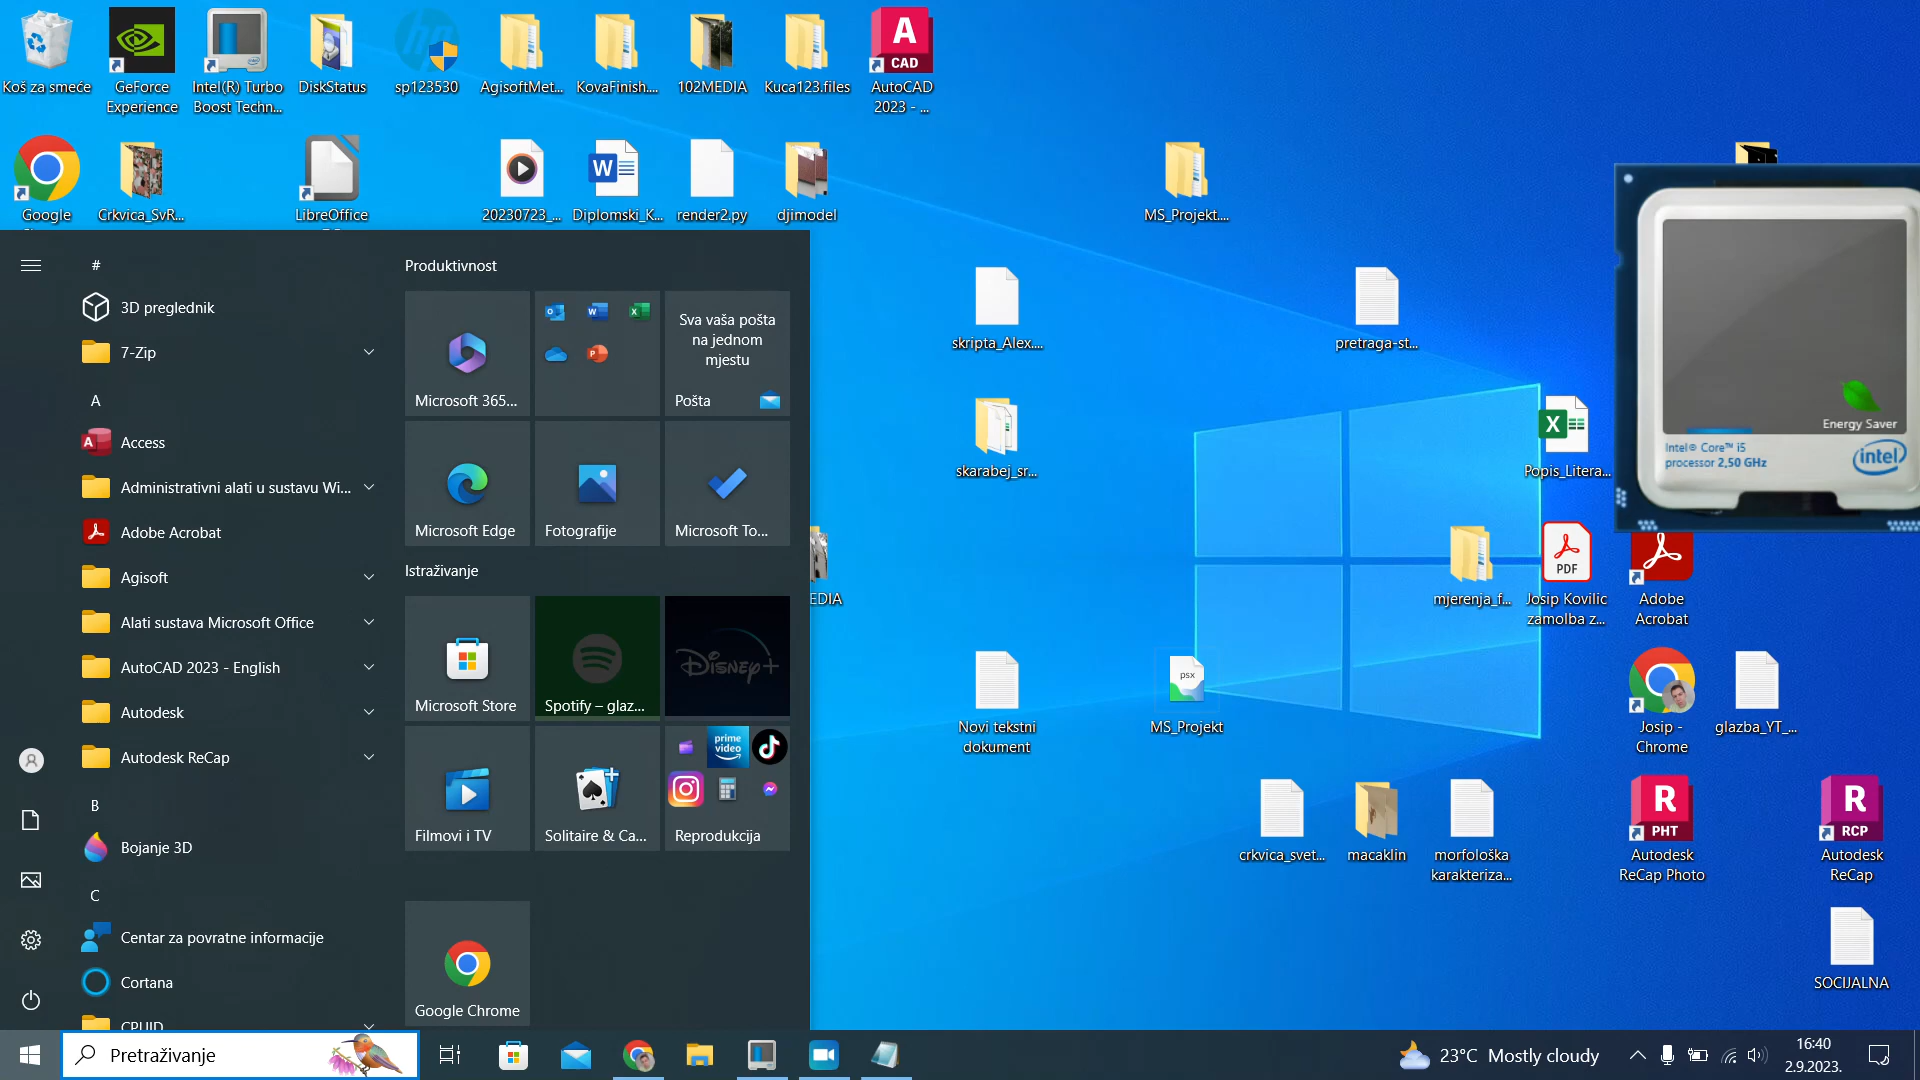 Koš za smeće
GeForce
Experience
Intel(R) Turbo
Boost Techn...
DiskStatus
sp123530
AgisoftMet...
KovaFinish....
102MEDIA
Kuca123.files
A
CAD
AutoCAD
2023 - ...
Google
Crkvica_SvR...
LibreOffice
20230723_...
W
Diplomski_K...
render2.py
djimodel
MS_Projekt....
skripta_Alex....
pretraga-st...
skarabej_sr...
X
Popis_Litera...
Energy Saver
Intel® Core™ i5
processor 2,50 GHz
intel
EDIA
mjerenja_f...
PDF
Josip Kovilic
zamolba z...
Adobe
Acrobat
Novi tekstni
dokument
psx
MS_Projekt
Josip -
Chrome
glazba_YT_...
crkvica_svet...
macaklin
morfološka
karakteriza...
R
PHT
Autodesk
ReCap Photo
R
RCP
Autodesk
ReCap
SOCIJALNA
#
3D preglednik
7-Zip
A
Access
Administrativni alati u sustavu Wi...
Adobe Acrobat
Agisoft
Alati sustava Microsoft Office
AutoCAD 2023 - English
Autodesk
Autodesk ReCap
B
Bojanje 3D
C
Centar za povratne informacije
Cortana
CPUID
Produktivnost
Microsoft 365...
Sva vaša pošta
na jednom
mjestu
Pošta
Microsoft Edge
Fotografije
Microsoft To...
Istraživanje
Microsoft Store
Spotify – glaz...
Disney+
Filmovi i TV
Solitaire & Ca...
prime
video
Reprodukcija
Google Chrome
Pretraživanje
23°C Mostly cloudy
16:40
2.9.2023.